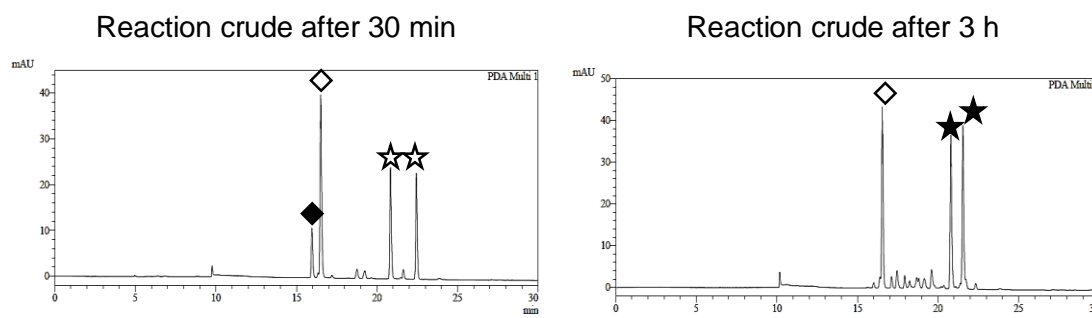 Reaction crude after 30 min
Reaction crude after 3 h
mAU
PDA Multi 1
40
30
20
10
0
0 5 10 15 20 25 30
min
mAU
PDA Multi
50
40
30
20
10
0
0 5 10 15 20 25